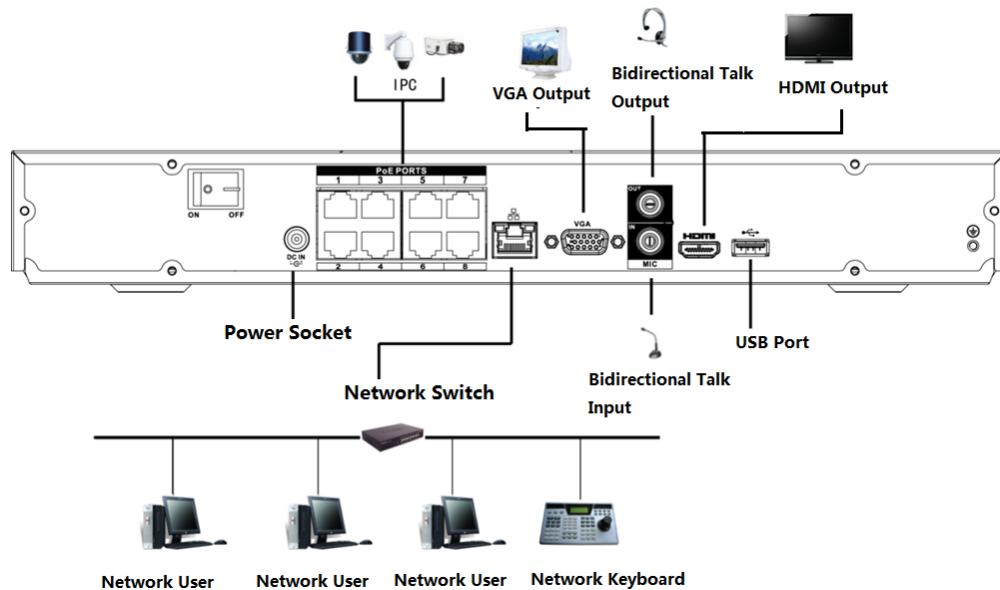 IPC
VGA Output
Bidirectional Talk
Output
HDMI Output
PoE PORTS
1 3 5 7
ON OFF
DC IN
2 4 6 8
VGA
OUT
IN
MIC
HDMI
Power Socket
Network Switch
Bidirectional Talk
Input
USB Port
Network User
Network User
Network User
Network Keyboard